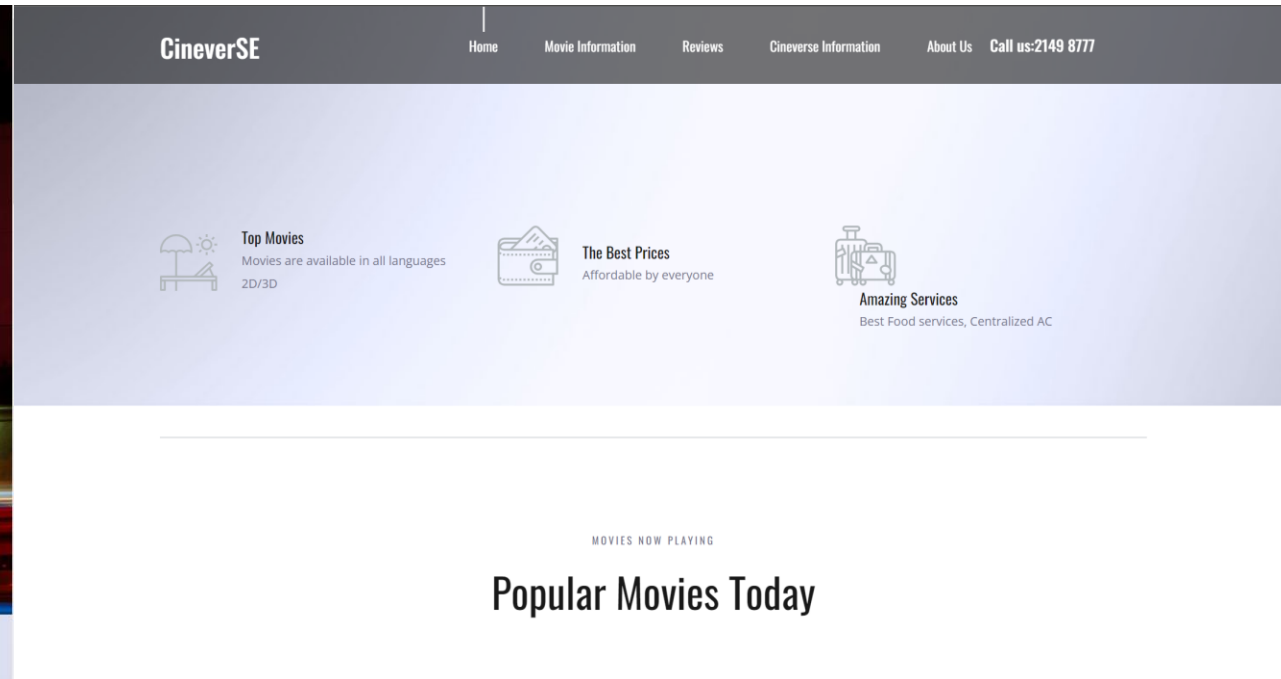 CineverSE
Home Movie Information Reviews Cineverse Information About Us Call us:2149 8777
Top Movies
Movies are available in all languages
2D/3D
The Best Prices
Affordable by everyone
Amazing Services
Best Food services, Centralized AC
MOVIES NOW PLAYING
Popular Movies Today